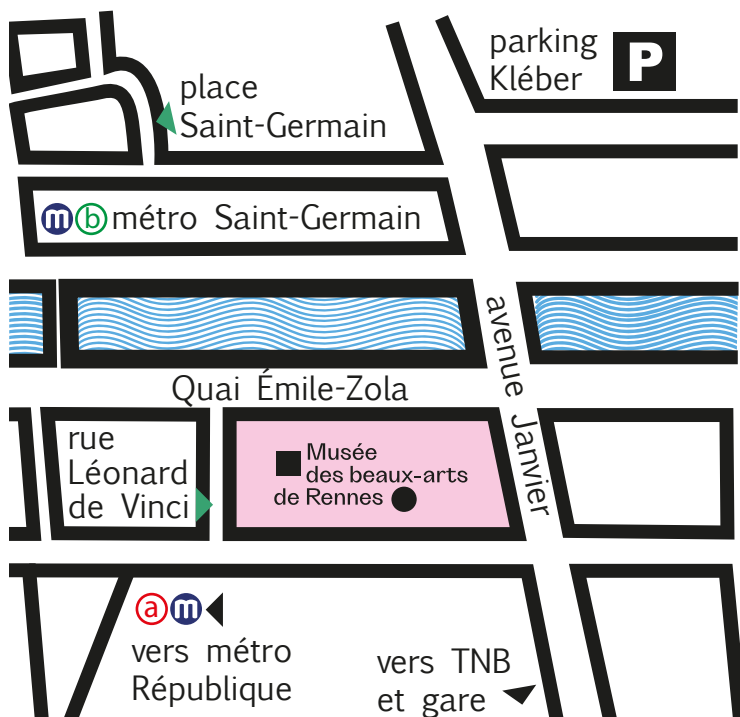 parking
Kléber P
place
Saint-Germain
m b métro Saint-Germain
avenue Janvier
Quai Émile-Zola
rue
Léonard
de Vinci
Musée
des beaux-arts
de Rennes
a m
vers métro
République
vers TNB
et gare